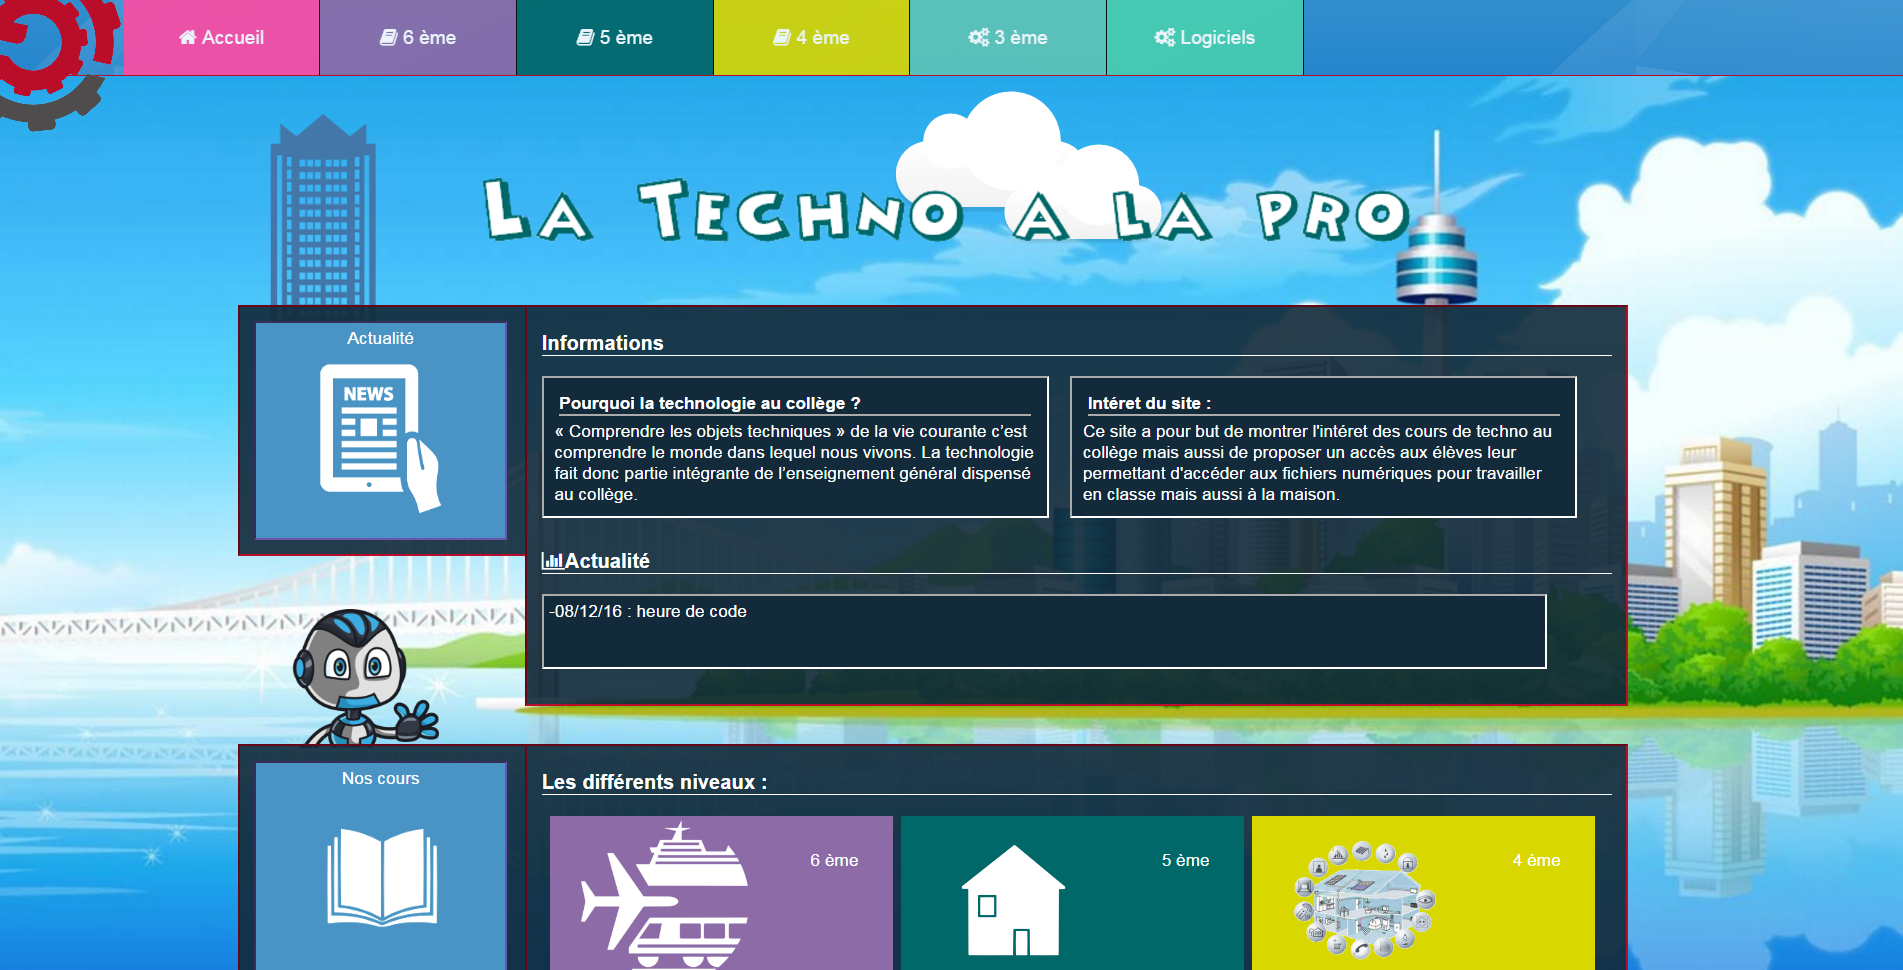 Accueil
6 ème
5 ème
4 ème
3 ème
Logiciels
La Techno a la pro
Actualité
NEWS
Informations
Pourquoi la technologie au collège ?
« Comprendre les objets techniques » de la vie courante c’est
comprendre le monde dans lequel nous vivons. La technologie
fait donc partie intégrante de l’enseignement général dispensé
au collège.
Intéret du site :
Ce site a pour but de montrer l'intéret des cours de techno au
collège mais aussi de proposer un accès aux élèves leur
permettant d'accéder aux fichiers numériques pour travailler
en classe mais aussi à la maison.
Actualité
-08/12/16 : heure de code
Nos cours
Les différents niveaux :
6 ème
5 ème
4 ème